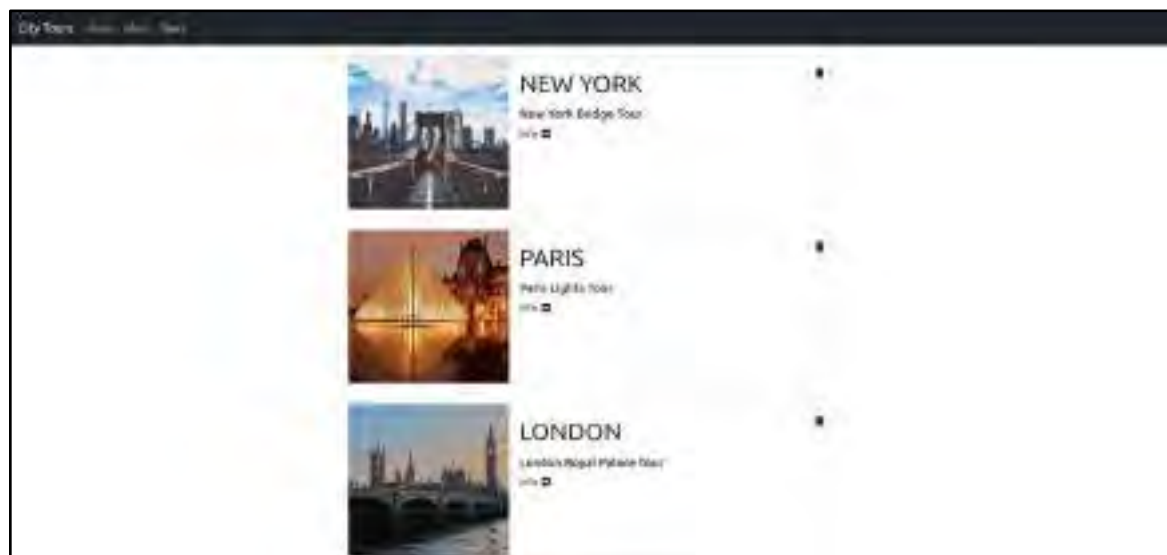 City Tours
NEW YORK
New York Bridge Tour
info
PARIS
Paris Lights Tour
info
LONDON
London Royal Palace Tour
info